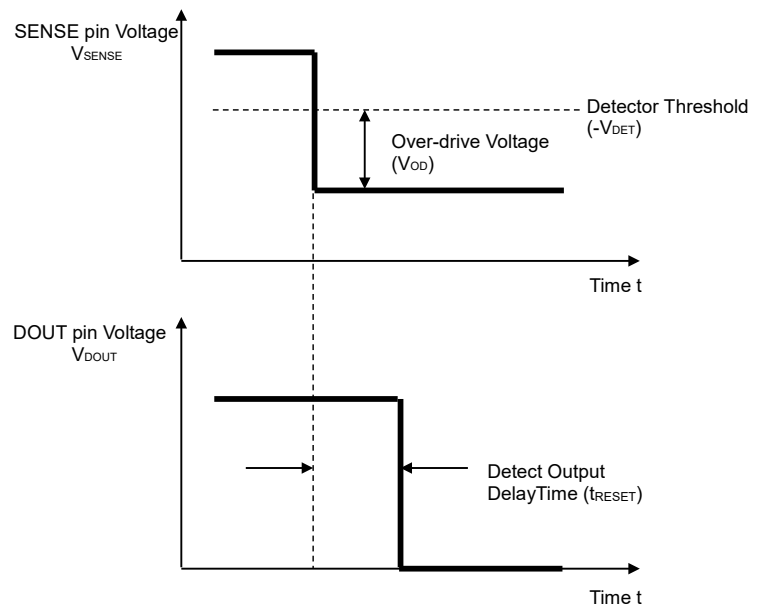 SENSE pin Voltage
VSENSE
Detector Threshold
(-VDET)
Over-drive Voltage
(VOD)
Time t
DOUT pin Voltage
VDOUT
Detect Output
DelayTime (tRESET)
Time t